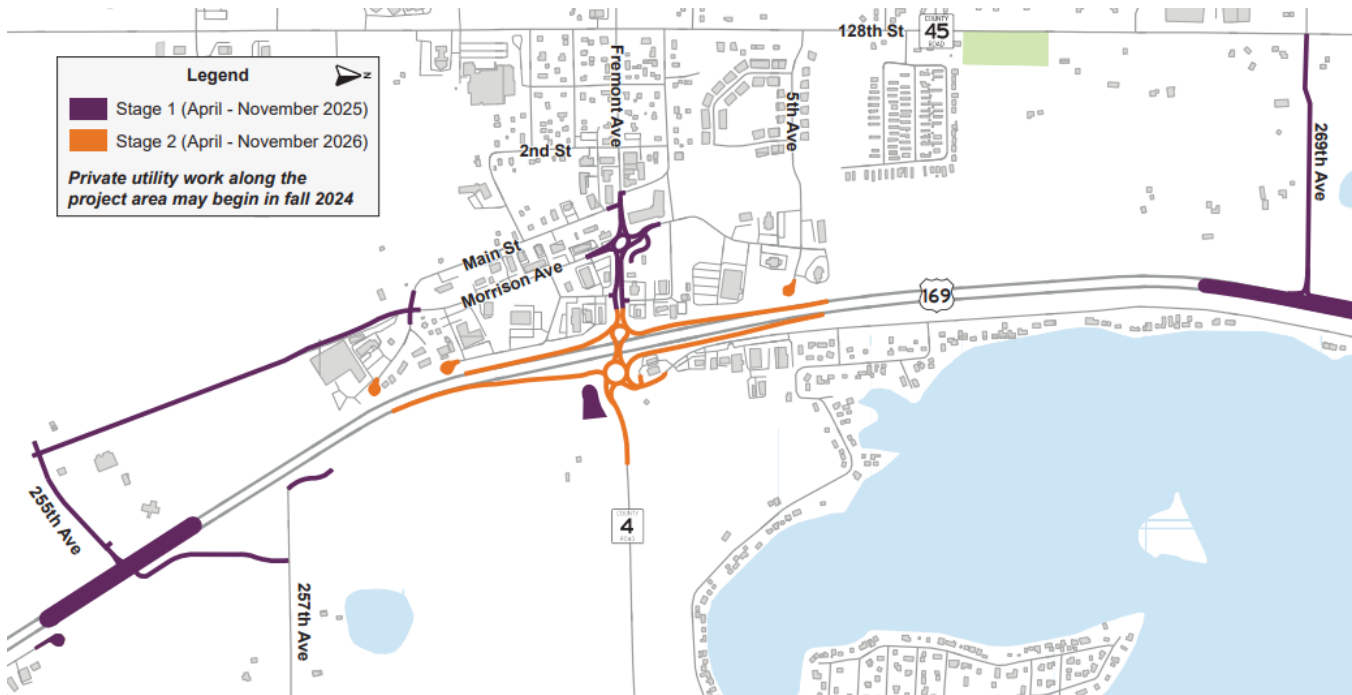 128th St
COUNTY
45
ROAD
Legend
N
Stage 1 (April - November 2025)
Stage 2 (April - November 2026)
Private utility work along the
project area may begin in fall 2024
Fremont Ave
5th Ave
2nd St
269th Ave
Main St
Morrison Ave
169
255th Ave
COUNTY
4
ROAD
257th Ave